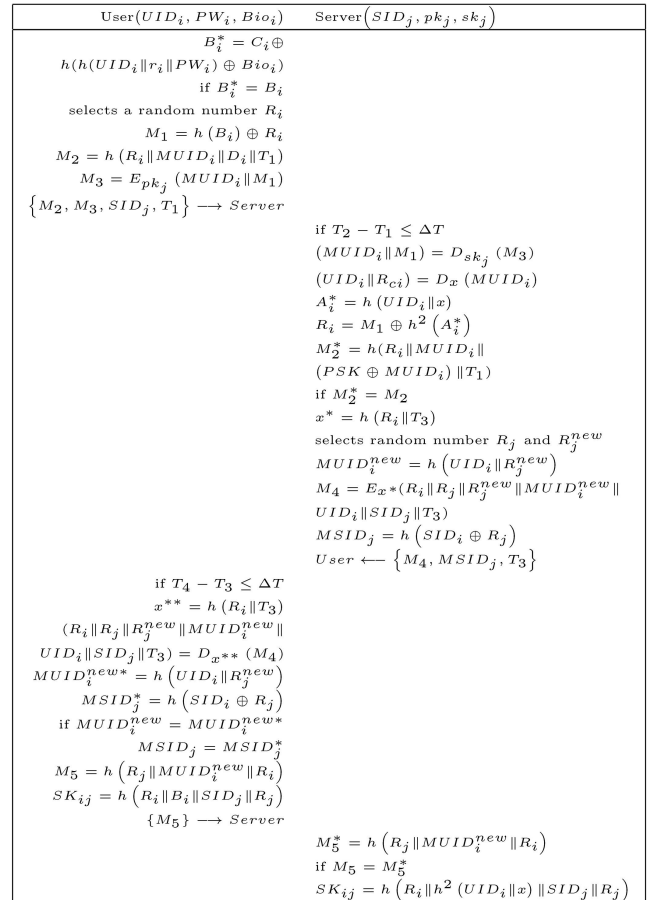 User(UID_i, PW_i, Bio_i) Server(SID_j, pk_j, sk_j)
B_i^* = C_i ⊕
h(h(UID_i‖r_i‖PW_i) ⊕ Bio_i)
if B_i^* = B_i
selects a random number R_i
M_1 = h (B_i) ⊕ R_i
M_2 = h (R_i‖MUID_i‖D_i‖T_1)
M_3 = E_{pk_j} (MUID_i‖M_1)
{M_2, M_3, SID_j, T_1} ⟶ Server
if T_2 − T_1 ≤ ΔT
(MUID_i‖M_1) = D_{sk_j} (M_3)
(UID_i‖R_{ci}) = D_x (MUID_i)
A_i^* = h (UID_i‖x)
R_i = M_1 ⊕ h^2 (A_i^*)
M_2^* = h(R_i‖MUID_i‖
(PSK ⊕ MUID_i) ‖T_1)
if M_2^* = M_2
x^* = h (R_i‖T_3)
selects random number R_j and R_j^{new}
MUID_i^{new} = h (UID_i‖R_j^{new})
M_4 = E_{x^*}(R_i‖R_j‖R_j^{new}‖MUID_i^{new}‖
UID_i‖SID_j‖T_3)
MSID_j = h (SID_i ⊕ R_j)
User ⟵ {M_4, MSID_j, T_3}
if T_4 − T_3 ≤ ΔT
x^{**} = h (R_i‖T_3)
(R_i‖R_j‖R_j^{new}‖MUID_i^{new}‖
UID_i‖SID_j‖T_3) = D_{x^{**}} (M_4)
MUID_i^{new*} = h (UID_i‖R_j^{new})
MSID_j^* = h (SID_i ⊕ R_j)
if MUID_i^{new} = MUID_i^{new*}
MSID_j = MSID_j^*
M_5 = h (R_j‖MUID_i^{new}‖R_i)
SK_{ij} = h (R_i‖B_i‖SID_j‖R_j)
{M_5} ⟶ Server
M_5^* = h (R_j‖MUID_i^{new}‖R_i)
if M_5 = M_5^*
SK_{ij} = h (R_i‖h^2 (UID_i‖x) ‖SID_j‖R_j)